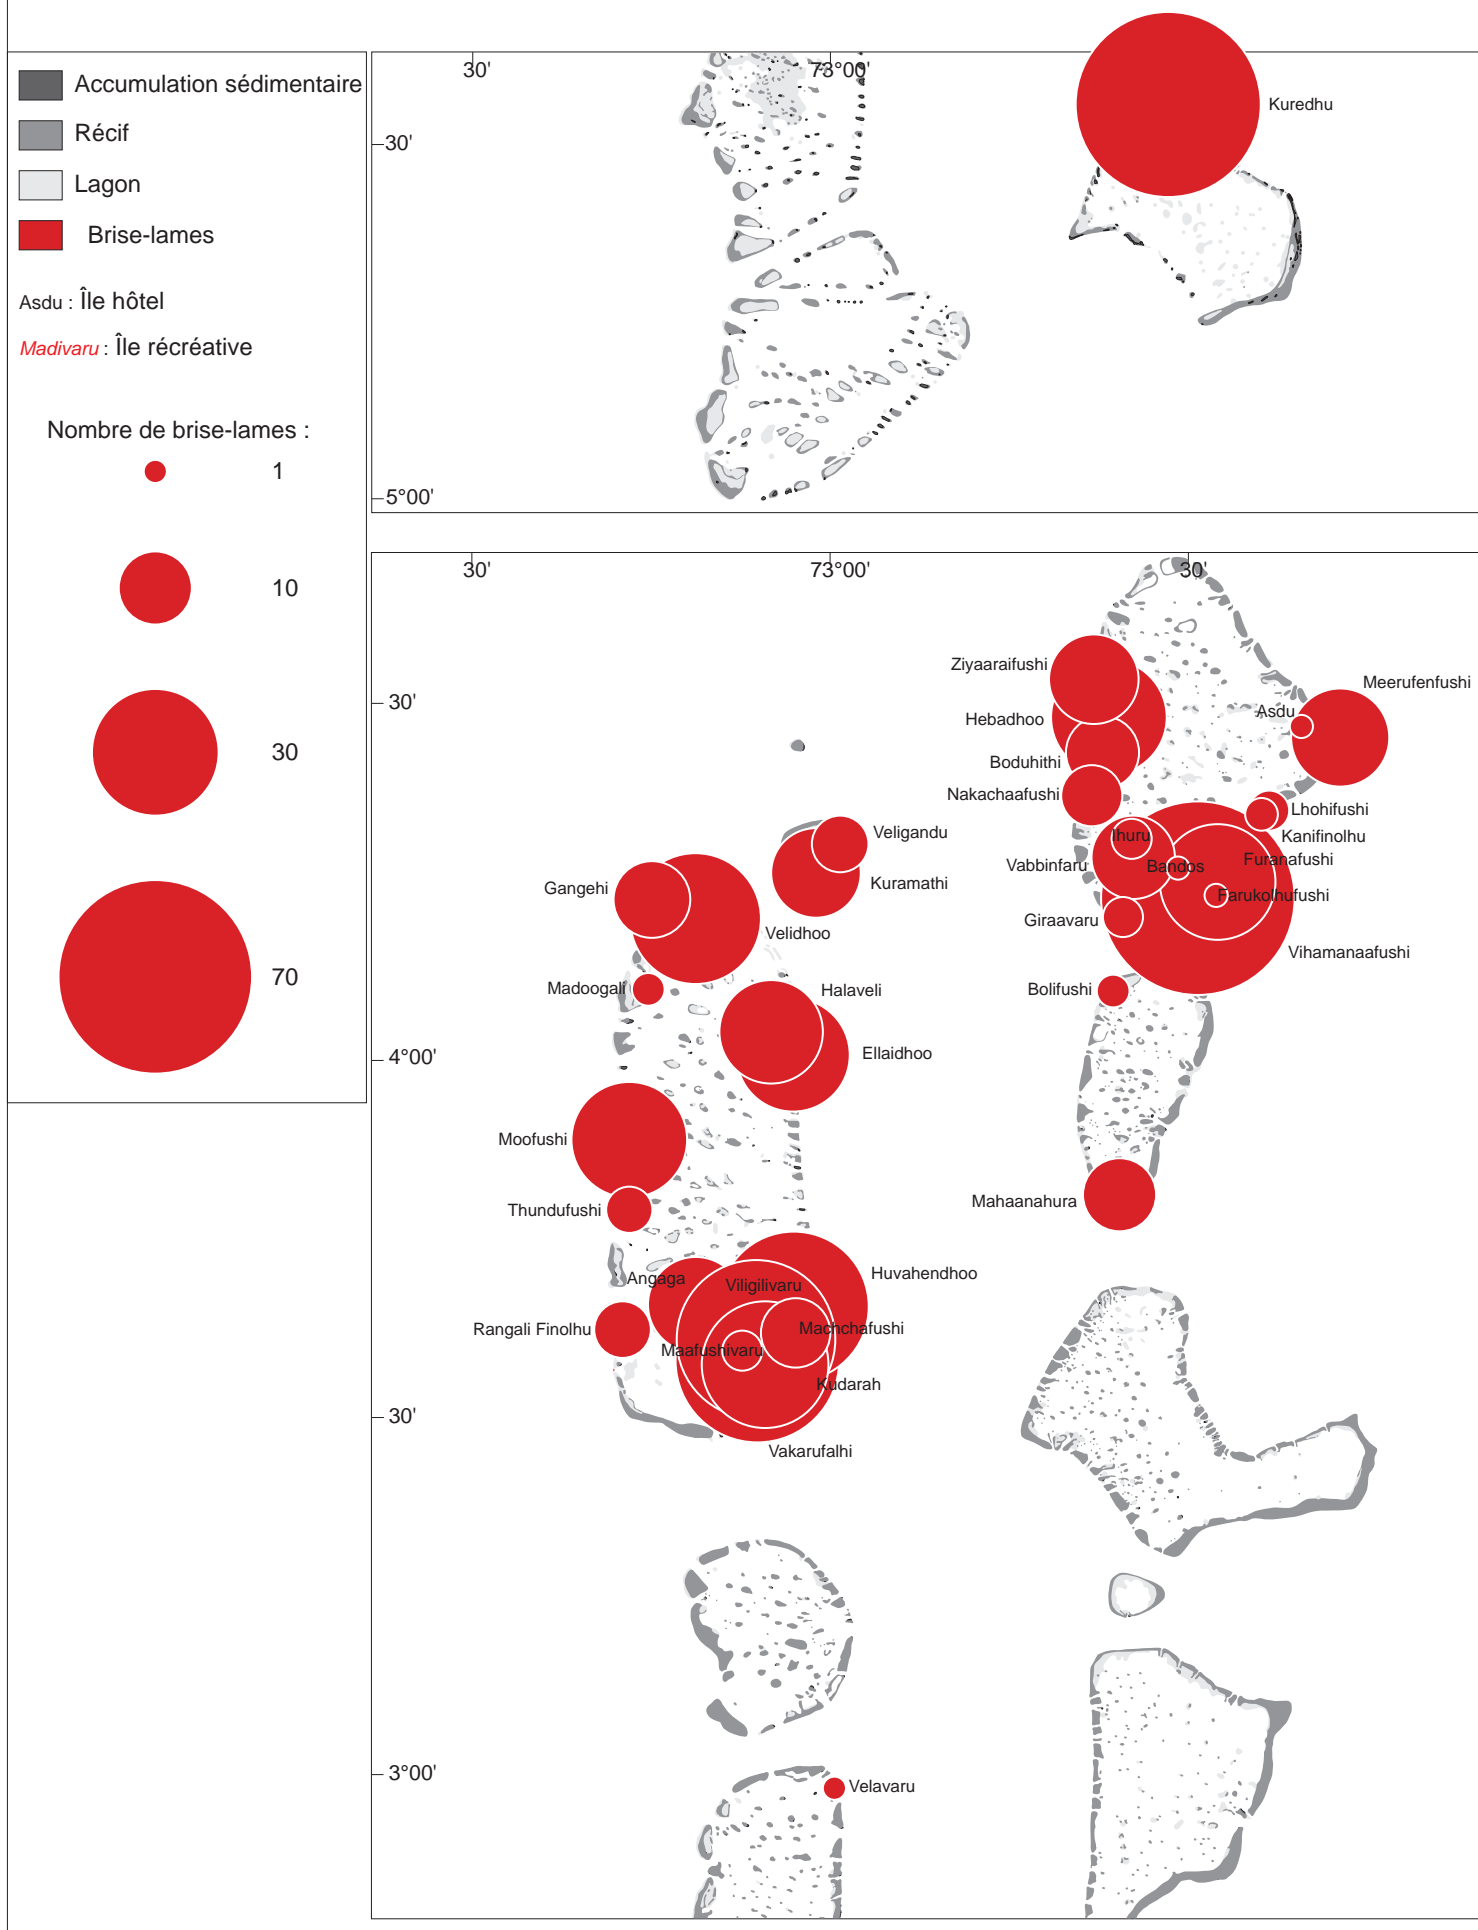 Accumulation sédimentaire
Récif
Lagon
Brise-lames
Asdu : Île hôtel
Madivaru : Île récréative
Nombre de brise-lames :
1
10
30
70
30'
73°00'
30'
5°00'
Kuredhu
30'
73°00'
30'
30'
4°00'
30'
3°00'
Ziyaaraifushi
Meerufenfushi
Asdu
Hebadhoo
Boduhithi
Nakachaafushi
Lhohifushi
Kanifinolhu
Ihuru
Vabbinfaru
Bandos
Furanafushi
Farukolhufushi
Giraavaru
Vihamanaafushi
Bolifushi
Mahaanahura
Veligandu
Kuramathi
Gangehi
Velidhoo
Madoogali
Halaveli
Ellaidhoo
Moofushi
Thundufushi
Huvahendhoo
Angaga
Viligilivaru
Rangali Finolhu
Machchafushi
Maafushivaru
Kudarah
Vakarufalhi
Velavaru